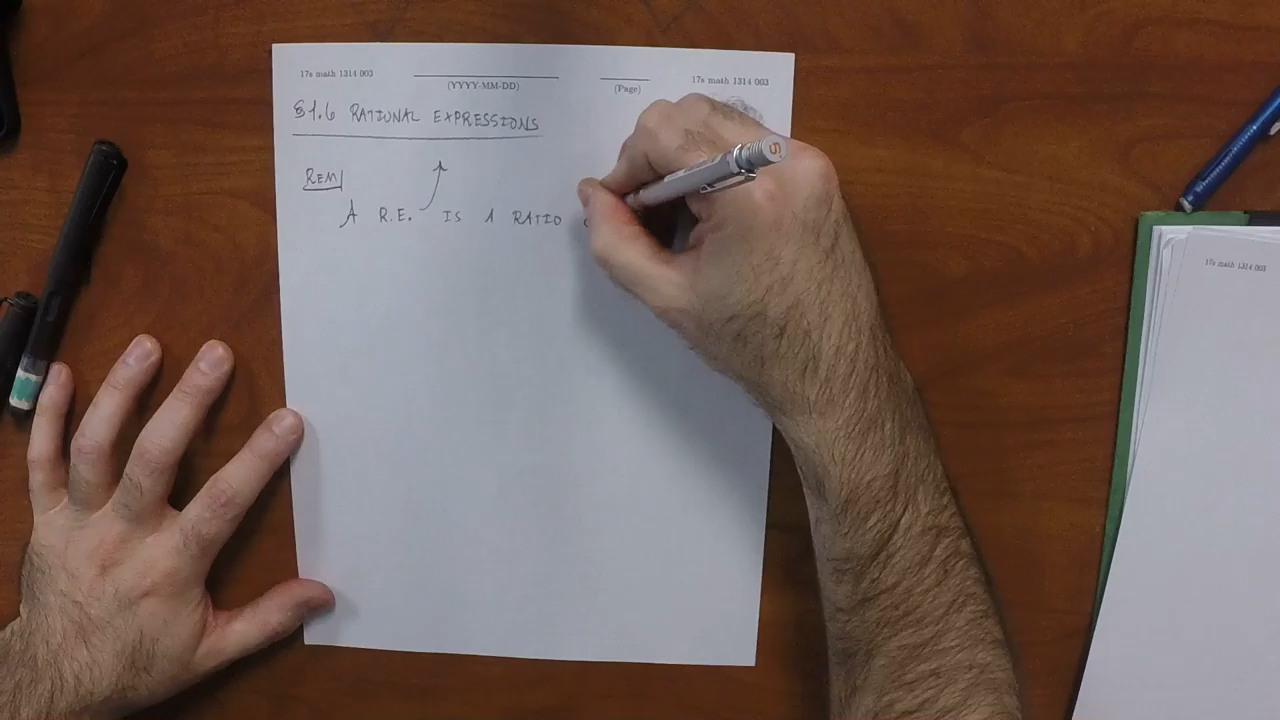 17s math 1314 003 (YYYY-MM-DD) (Page) 17s math 1314 003
§1.6 RATIONAL EXPRESSIONS
REM
A R.E. IS A RATIO
17s math 1314 003